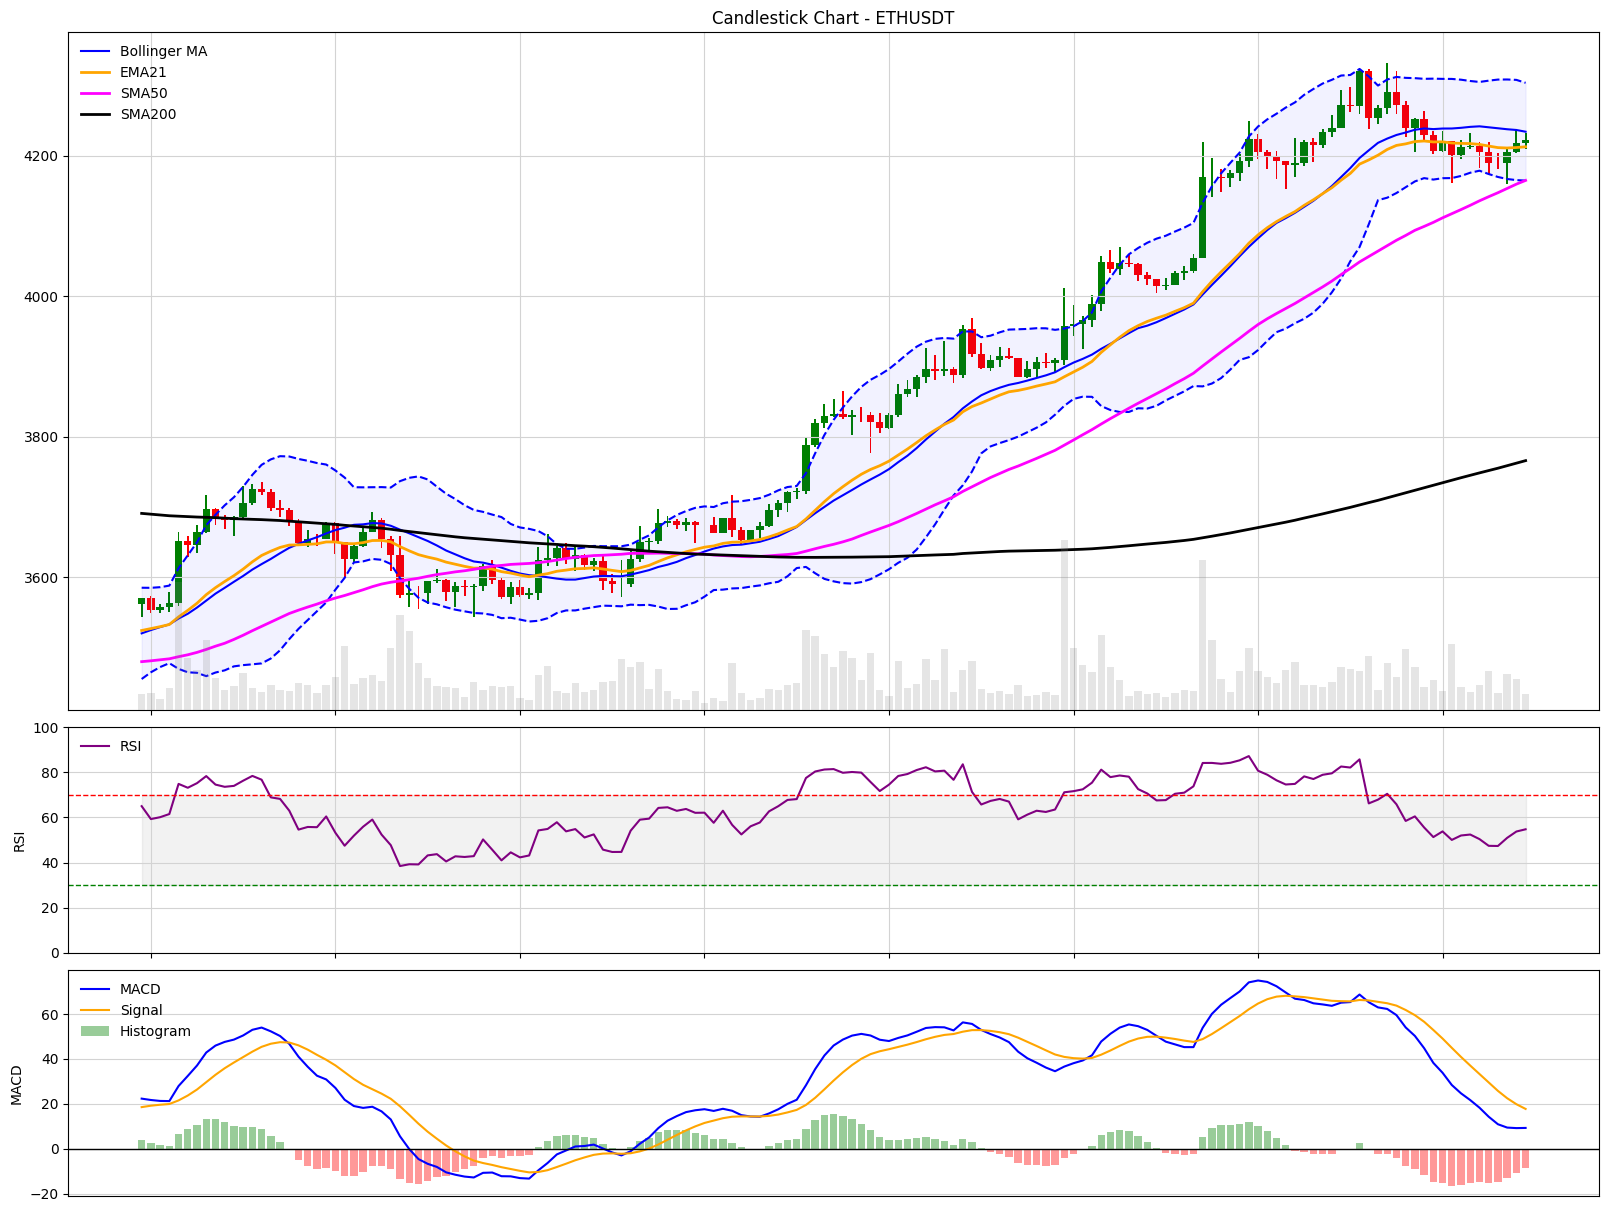 Candlestick Chart - ETHUSDT
Bollinger MA
EMA21
SMA50
SMA200
4200
4000
3800
3600
100
80
60
40
20
0
RSI
RSI
60
40
20
0
−20
MACD
MACD
Signal
Histogram